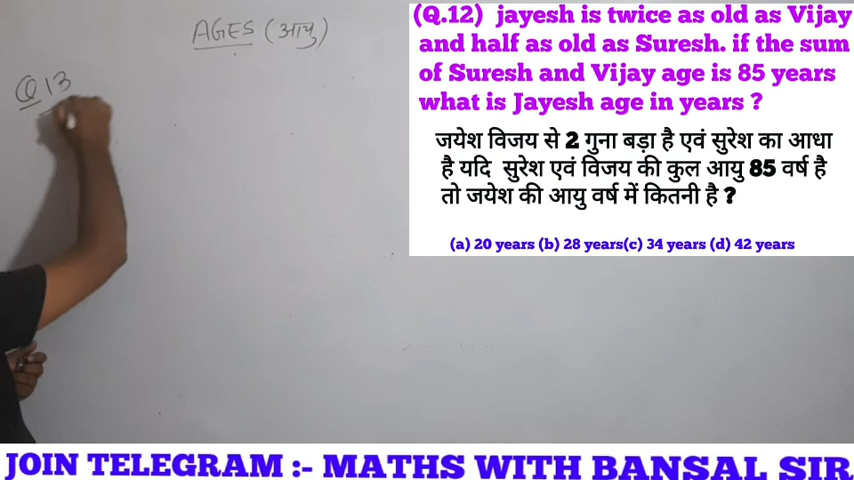 AGES (आयु)
Q 13
(Q.12) jayesh is twice as old as Vijay
and half as old as Suresh. if the sum
of Suresh and Vijay age is 85 years
what is Jayesh age in years ?
जयेश विजय से 2 गुना बड़ा है एवं सुरेश का आधा
है यदि सुरेश एवं विजय की कुल आयु 85 वर्ष है
तो जयेश की आयु वर्ष में कितनी है ?
(a) 20 years (b) 28 years(c) 34 years (d) 42 years
JOIN TELEGRAM :- MATHS WITH BANSAL SIR